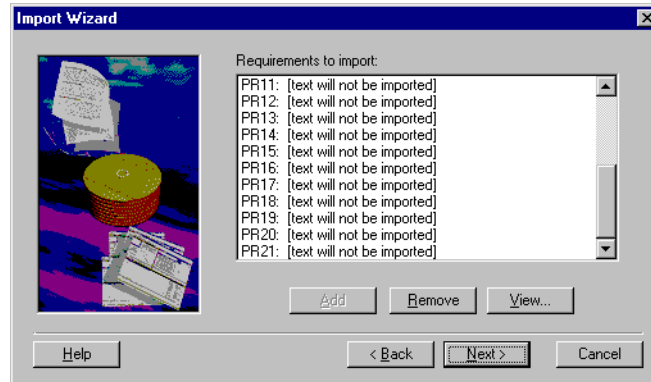 Import Wizard
Requirements to import:
PR11: [text will not be imported]
PR12: [text will not be imported]
PR13: [text will not be imported]
PR14: [text will not be imported]
PR15: [text will not be imported]
PR16: [text will not be imported]
PR17: [text will not be imported]
PR18: [text will not be imported]
PR19: [text will not be imported]
PR20: [text will not be imported]
PR21: [text will not be imported]
Add Remove View...
Help < Back Next > Cancel